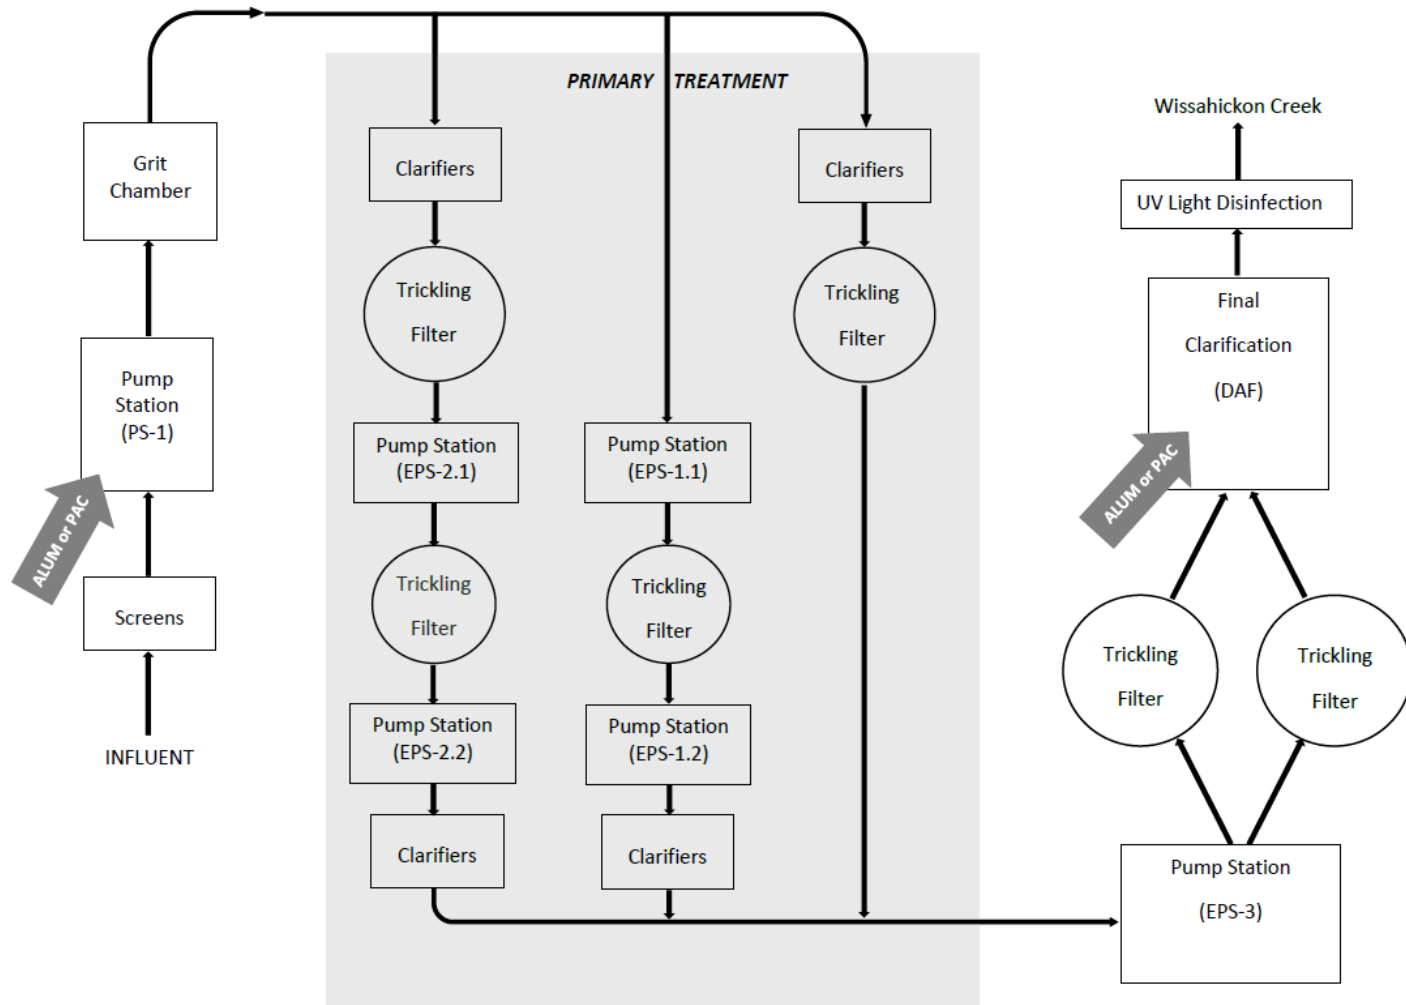 PRIMARY TREATMENT
Grit
Chamber
Pump
Station
(PS-1)
ALUM or PAC
Screens
INFLUENT
Clarifiers
Trickling
Filter
Pump Station
(EPS-2.1)
Trickling
Filter
Pump Station
(EPS-2.2)
Clarifiers
Pump Station
(EPS-1.1)
Trickling
Filter
Pump Station
(EPS-1.2)
Clarifiers
Clarifiers
Trickling
Filter
Wissahickon Creek
UV Light Disinfection
Final
Clarification
(DAF)
ALUM or PAC
Trickling
Filter
Trickling
Filter
Pump Station
(EPS-3)